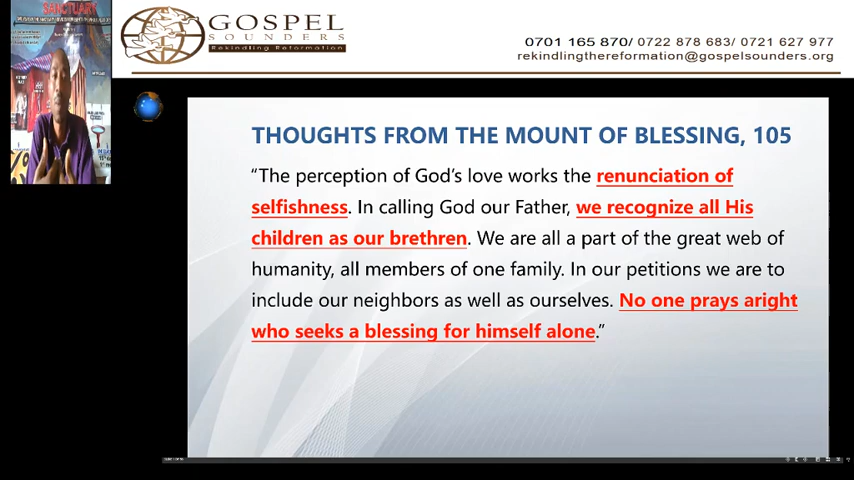 SANCTUARY
GOSPEL
SOUNDERS
Rekindling Reformation
0701 165 870/ 0722 878 683/ 0721 627 977
rekindlingthereformation@gospelsounders.org
THOUGHTS FROM THE MOUNT OF BLESSING, 105
“The perception of God’s love works the renunciation of
selfishness. In calling God our Father, we recognize all His
children as our brethren. We are all a part of the great web of
humanity, all members of one family. In our petitions we are to
include our neighbors as well as ourselves. No one prays aright
who seeks a blessing for himself alone.”